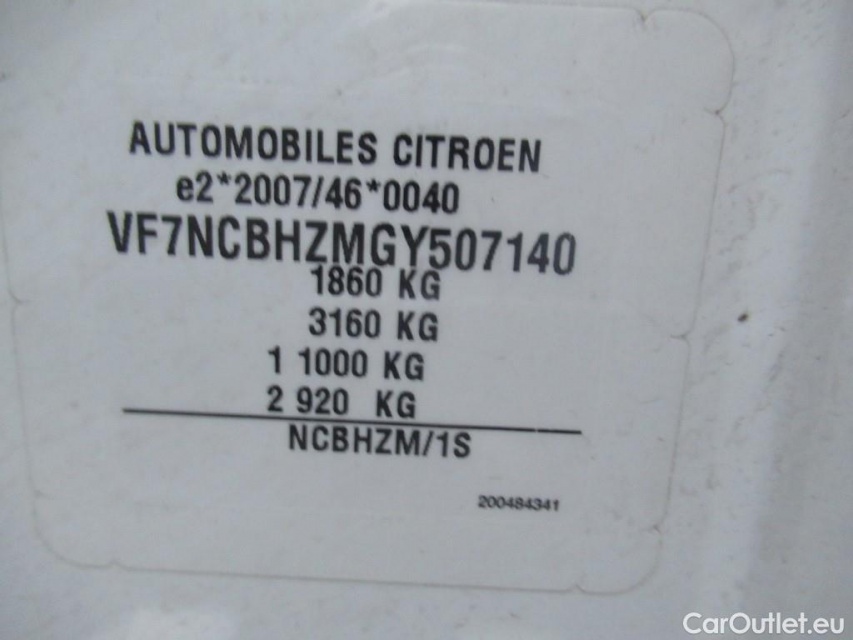 AUTOMOBILES CITROEN
e2*2007/46*0040
VF7NCBHZMGY507140
1860 KG
3160 KG
1 1000 KG
2 920 KG
NCBHZM/1S
200484341
CarOutlet.eu